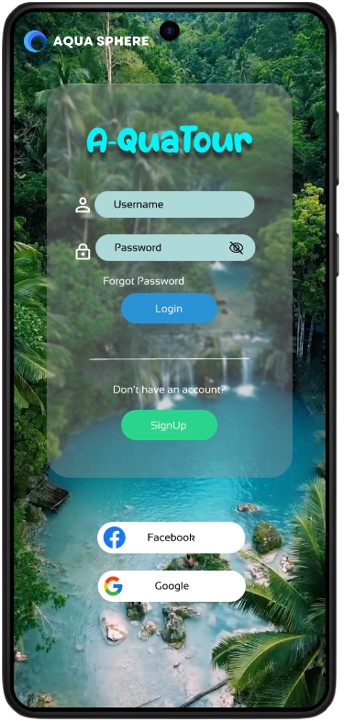 AQUA SPHERE
A-QuaTour
Username
Password
Forgot Password
Login
Don't have an account?
SignUp
Facebook
Google